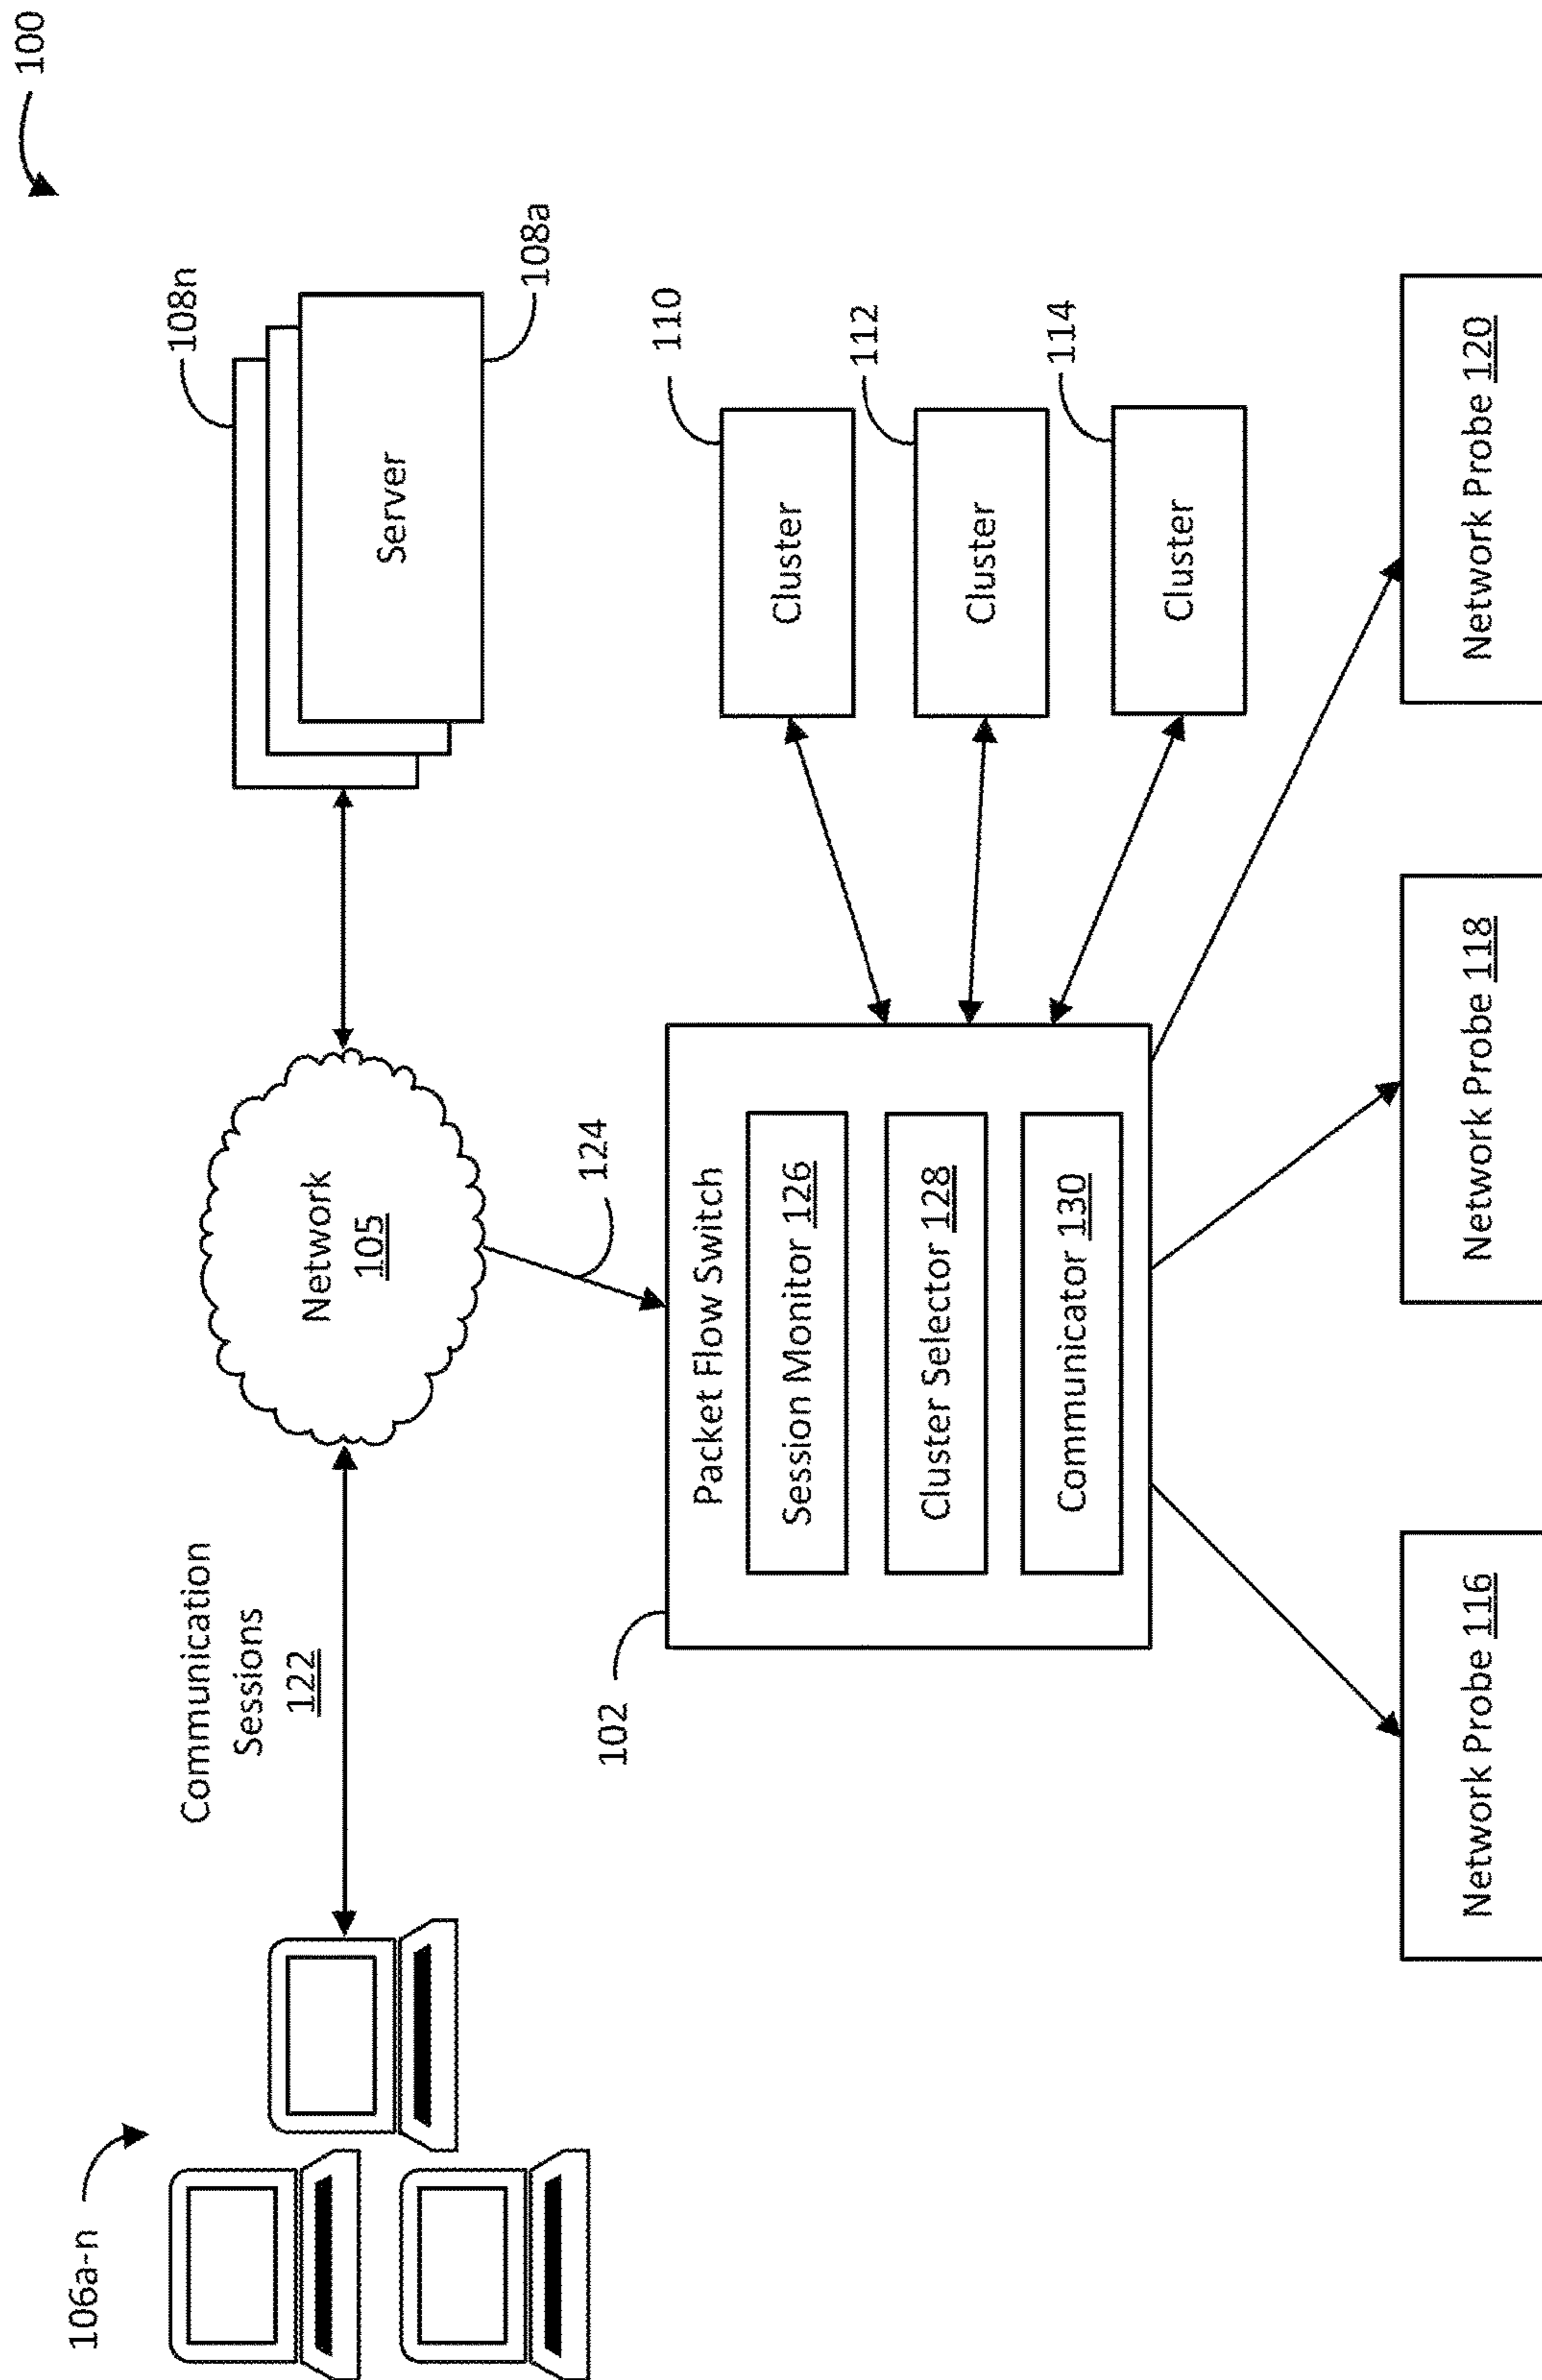 100
106a-n
Communication
Sessions
122
Network
105
108n
Server
108a
124
102
Packet Flow Switch
Session Monitor 126
Cluster Selector 128
Communicator 130
110
Cluster
112
Cluster
114
Cluster
Network Probe 116
Network Probe 118
Network Probe 120